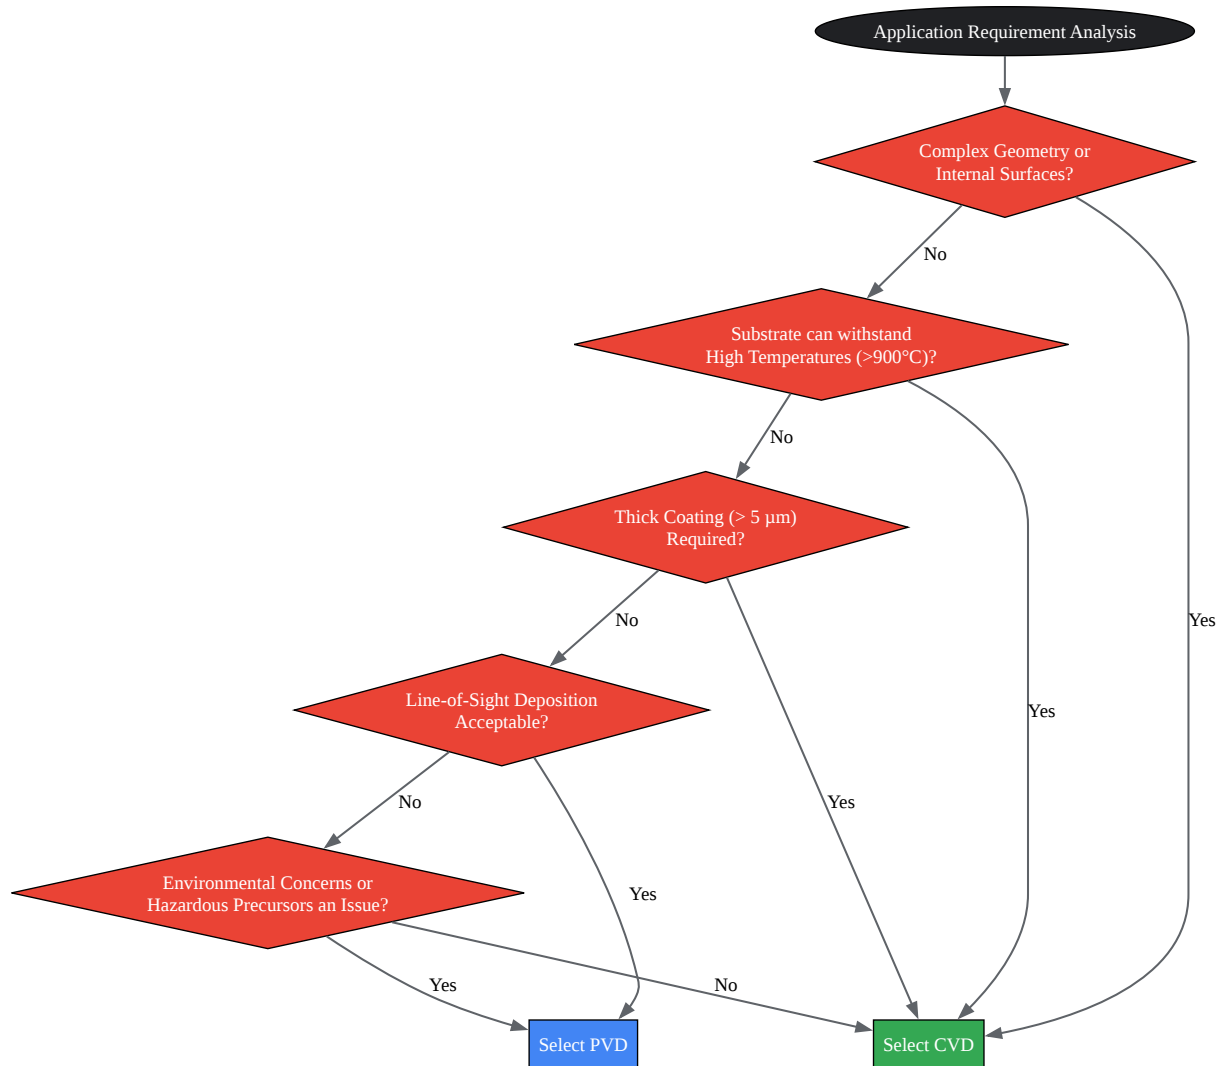 Application Requirement Analysis
Complex Geometry or
Internal Surfaces?
No
Substrate can withstand
High Temperatures (>900°C)?
No
Thick Coating (> 5 µm)
Required?
No
Yes
Line-of-Sight Deposition
Acceptable?
Yes
No
Yes
Environmental Concerns or
Hazardous Precursors an Issue?
Yes
Yes
No
Select PVD
Select CVD